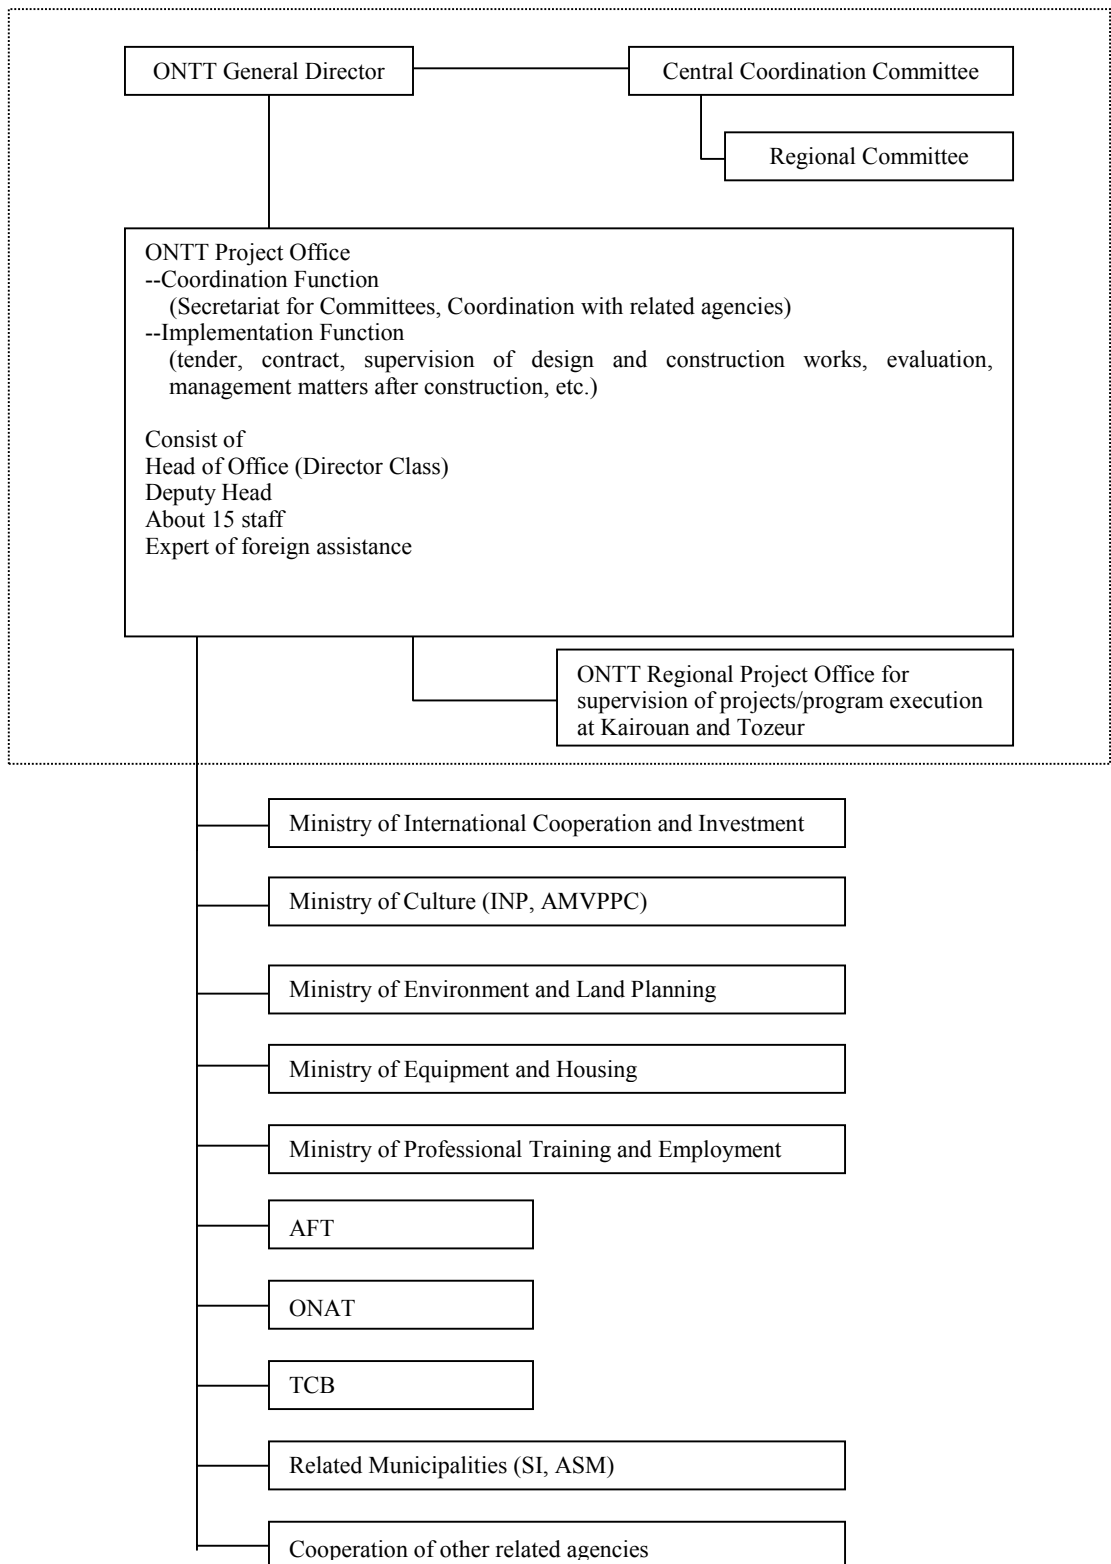 ONTT General Director
Central Coordination Committee
Regional Committee
ONTT Project Office
--Coordination Function
(Secretariat for Committees, Coordination with related agencies)
--Implementation Function
(tender, contract, supervision of design and construction works, evaluation,
management matters after construction, etc.)
Consist of
Head of Office (Director Class)
Deputy Head
About 15 staff
Expert of foreign assistance
ONTT Regional Project Office for
supervision of projects/program execution
at Kairouan and Tozeur
Ministry of International Cooperation and Investment
Ministry of Culture (INP, AMVPPC)
Ministry of Environment and Land Planning
Ministry of Equipment and Housing
Ministry of Professional Training and Employment
AFT
ONAT
TCB
Related Municipalities (SI, ASM)
Cooperation of other related agencies